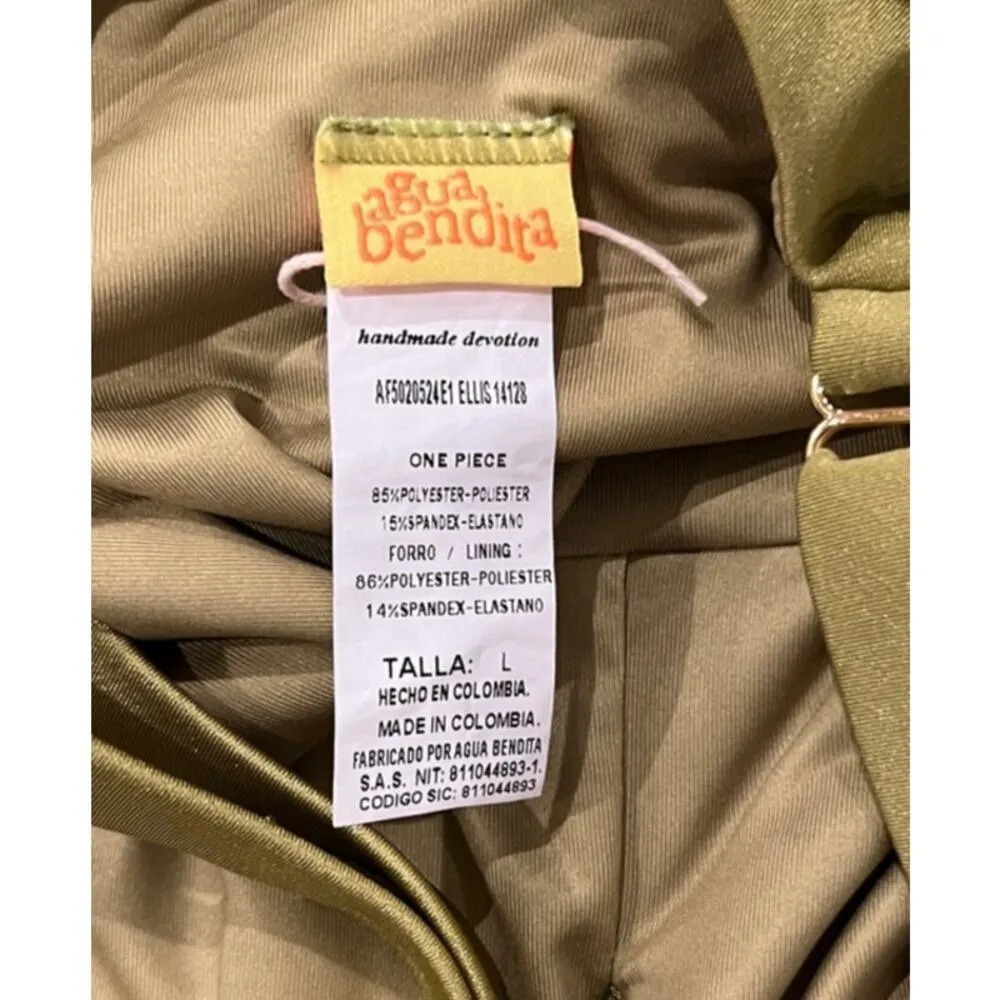 agua
bendita
handmade devotion
AF5020524E1 ELLIS 14128
ONE PIECE
85%POLYESTER-POLIESTER
15%SPANDEX-ELASTANO
FORRO / LINING :
86%POLYESTER-POLIESTER
14%SPANDEX-ELASTANO
TALLA: L
HECHO EN COLOMBIA.
MADE IN COLOMBIA.
FABRICADO POR AGUA BENDITA
S.A.S. NIT: 811044893-1.
CODIGO SIC: 811044893